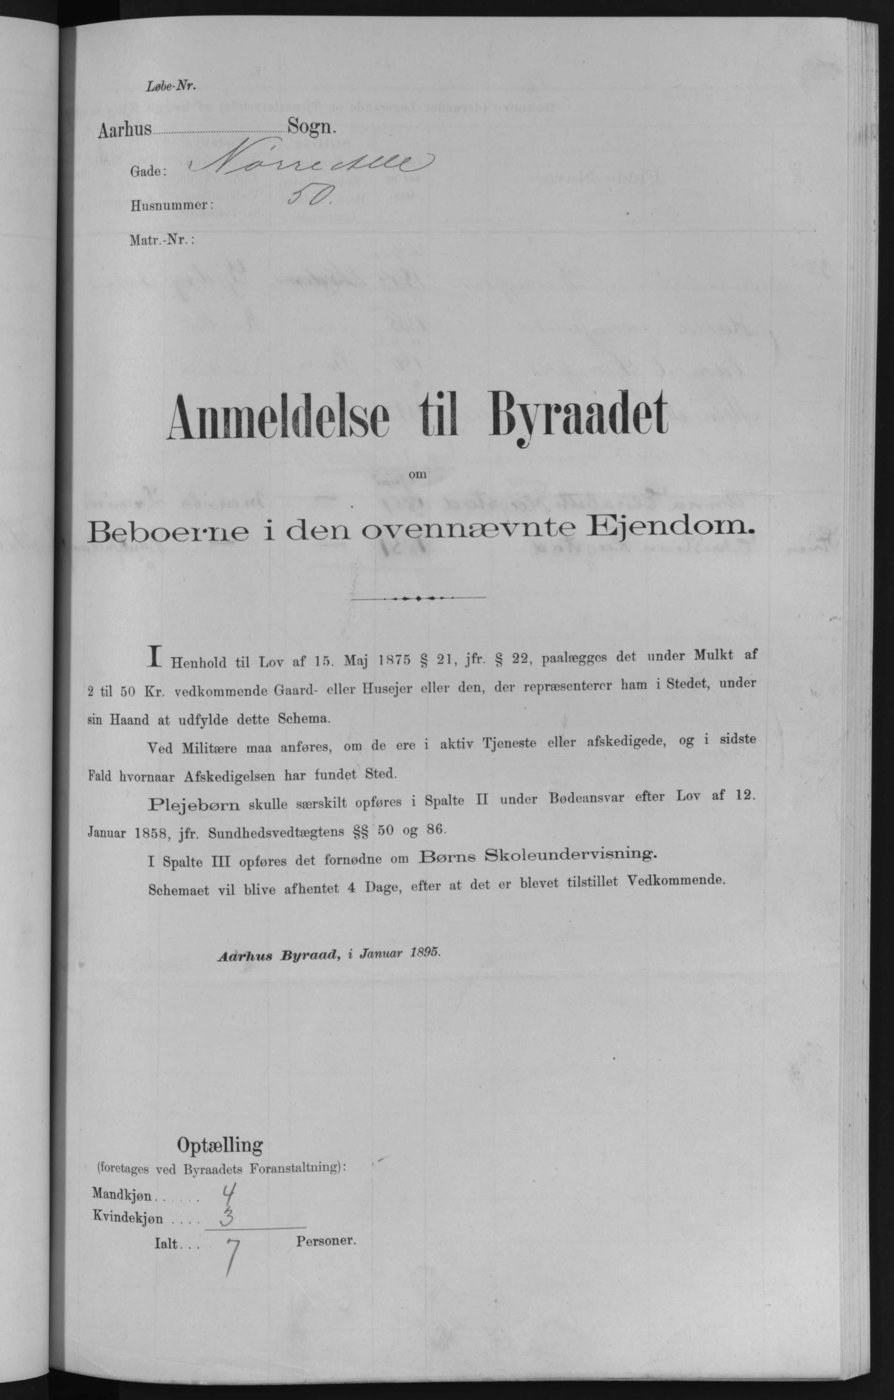 Løbe-Nr.
Aarhus Sogn.
Gade: Nørre Alle
Husnummer: 50.
Matr.-Nr.:
Anmeldelse til Byraadet
om
Beboerne i den ovennævnte Ejendom.
I Henhold til Lov af 15. Maj 1875 § 21, jfr. § 22, paalægges det under Mulkt af
2 til 50 Kr. vedkommende Gaard- eller Husejer eller den, der repræsenterer ham i Stedet, under
sin Haand at udfylde dette Schema.
Ved Militære maa anføres, om de ere i aktiv Tjeneste eller afskedigede, og i sidste
Fald hvornaar Afskedigelsen har fundet Sted.
Plejebørn skulle særskilt opføres i Spalte II under Bødeansvar efter Lov af 12.
Januar 1858, jfr. Sundhedsvedtægtens §§ 50 og 86.
I Spalte III opføres det fornødne om Børns Skoleundervisning.
Schemaet vil blive afhentet 4 Dage, efter at det er blevet tilstillet Vedkommende.
Aarhus Byraad, i Januar 1895.
Optælling
(foretages ved Byraadets Foranstaltning):
Mandkjøn...... 4
Kvindekjøn .... 3
Ialt... 7 Personer.